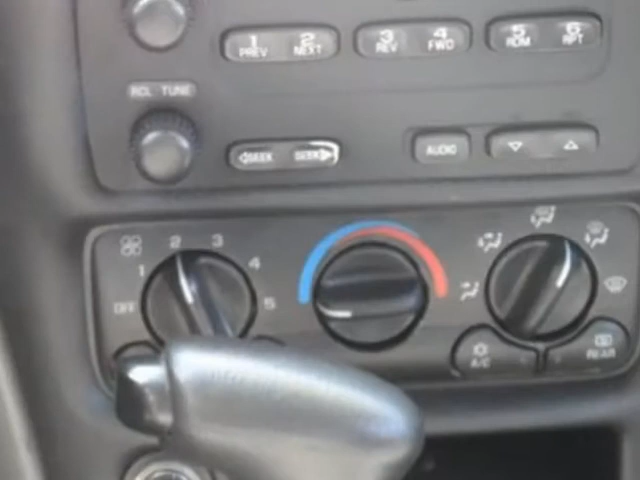 1 2 3 4 5 6
PREV NEXT REV FWD RDM RPT
RCL TUNE
SEEK SEEK AUDIO
2 3
1 4
OFF 5
A/C REAR